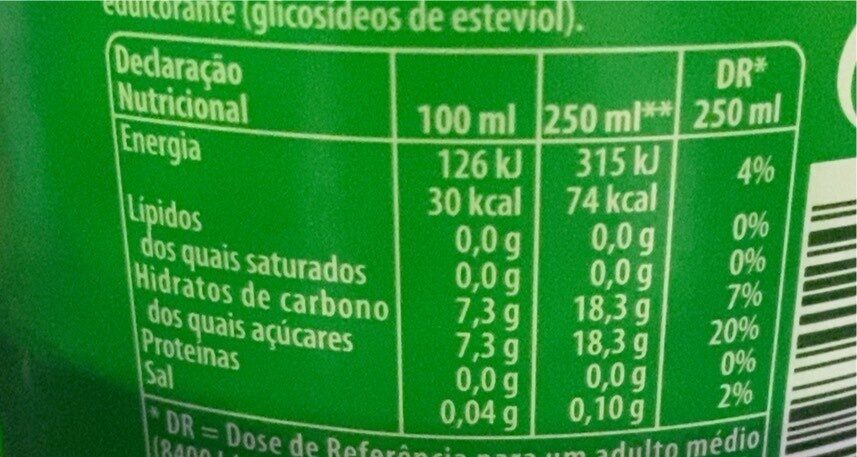 edulcorante (glicosídeos de esteviol).
Declaração Nutricional 100 ml 250 ml** DR* 250 ml
Energia 126 kJ 315 kJ 4%
30 kcal 74 kcal
Lípidos 0,0 g 0,0 g 0%
dos quais saturados 0,0 g 0,0 g 0%
Hidratos de carbono 7,3 g 18,3 g 7%
dos quais açúcares 7,3 g 18,3 g 20%
Proteínas 0,0 g 0,0 g 0%
Sal 0,04 g 0,10 g 2%
* DR = Dose de Referência para um adulto médio